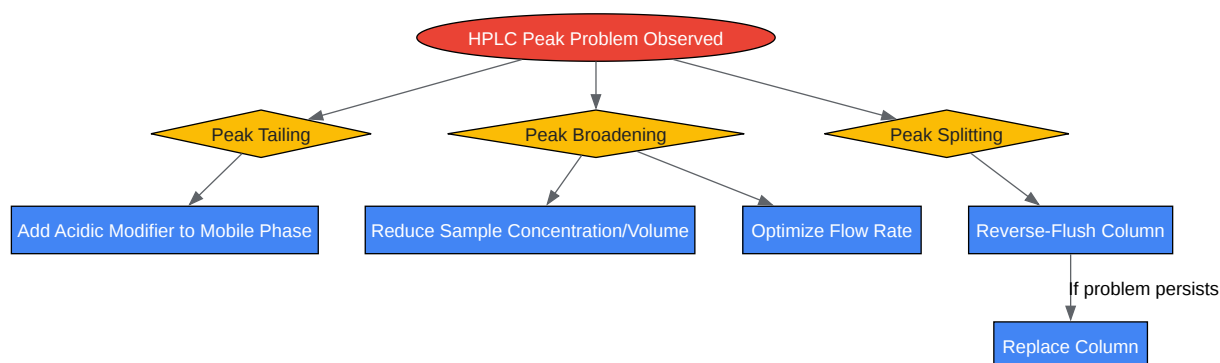 HPLC Peak Problem Observed
Peak Tailing
Peak Broadening
Peak Splitting
Add Acidic Modifier to Mobile Phase
Reduce Sample Concentration/Volume
Optimize Flow Rate
Reverse-Flush Column
If problem persists
Replace Column